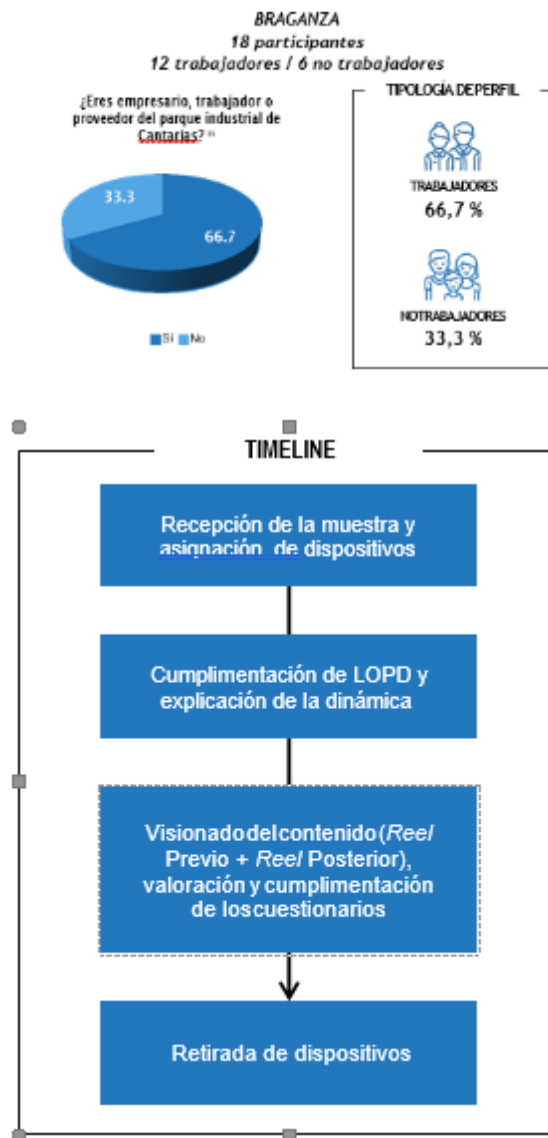 BRAGANZA
18 participantes
12 trabajadores / 6 no trabajadores
¿Eres empresario, trabajador o
proveedor del parque industrial de
Cantarias?
33.3
66.7
Sí No
TIPOLOGÍA DE PERFIL
TRABAJADORES
66,7 %
NO TRABAJADORES
33,3 %
TIMELINE
Recepción de la muestra y
asignación de dispositivos
Cumplimentación de LOPD y
explicación de la dinámica
Visionado del contenido (Reel
Previo + Reel Posterior),
valoración y cumplimentación
de los cuestionarios
Retirada de dispositivos